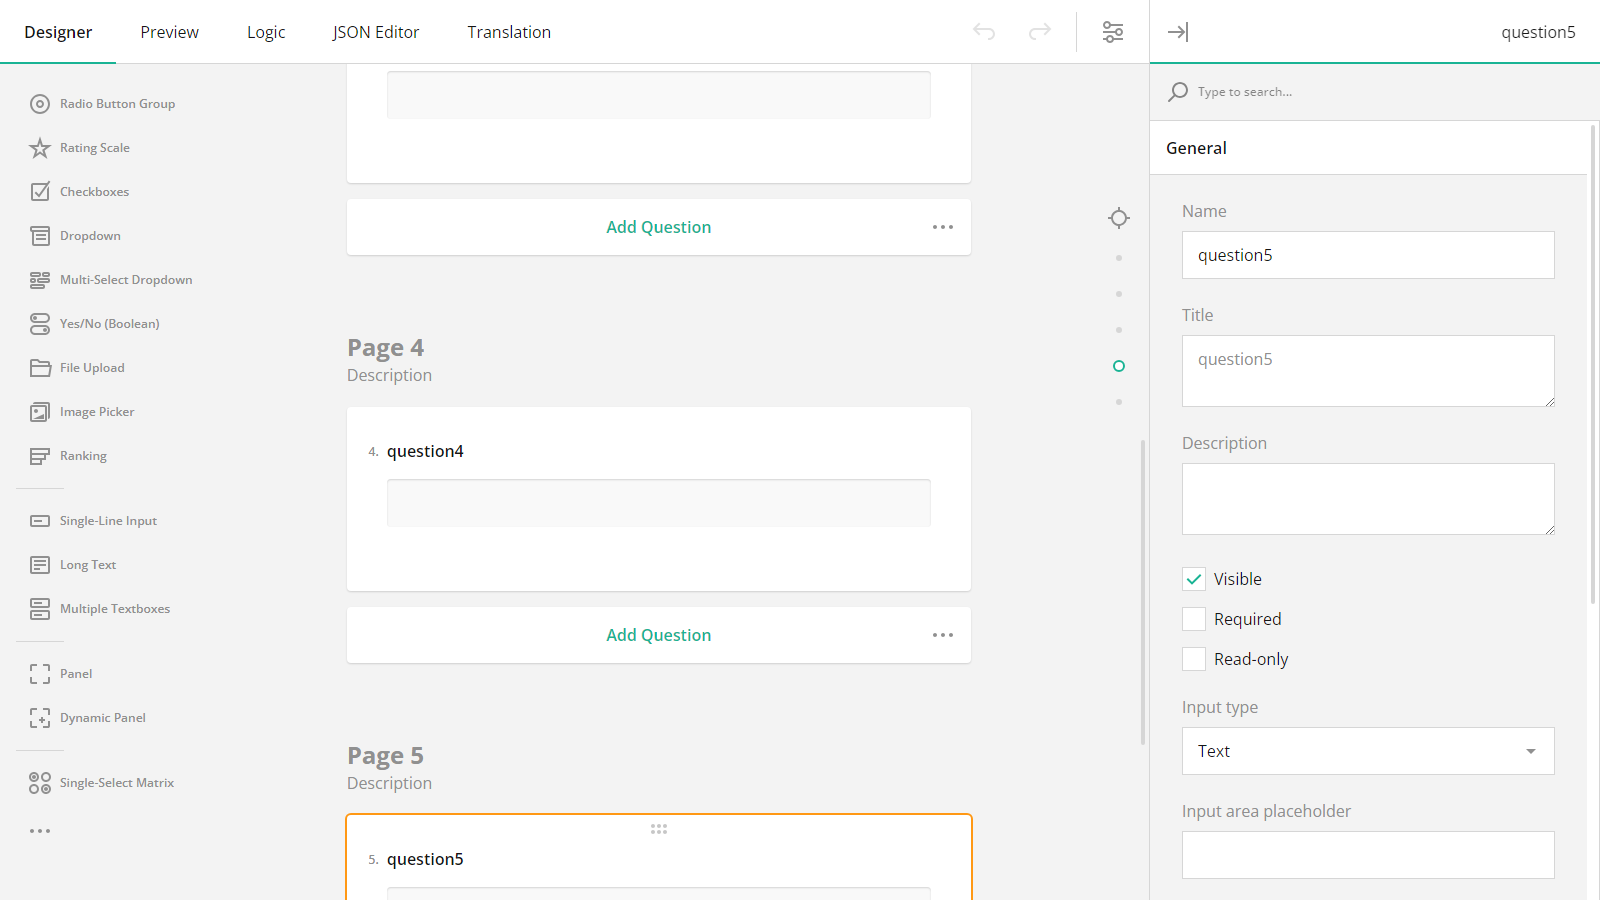 Designer
Preview
Logic
JSON Editor
Translation
question5
Radio Button Group
Rating Scale
Checkboxes
Dropdown
Multi-Select Dropdown
Yes/No (Boolean)
File Upload
Image Picker
Ranking
Single-Line Input
Long Text
Multiple Textboxes
Panel
Dynamic Panel
Single-Select Matrix
Add Question
Page 4
Description
4. question4
Add Question
Page 5
Description
5. question5
Type to search...
General
Name
question5
Title
question5
Description
Visible
Required
Read-only
Input type
Text
Input area placeholder